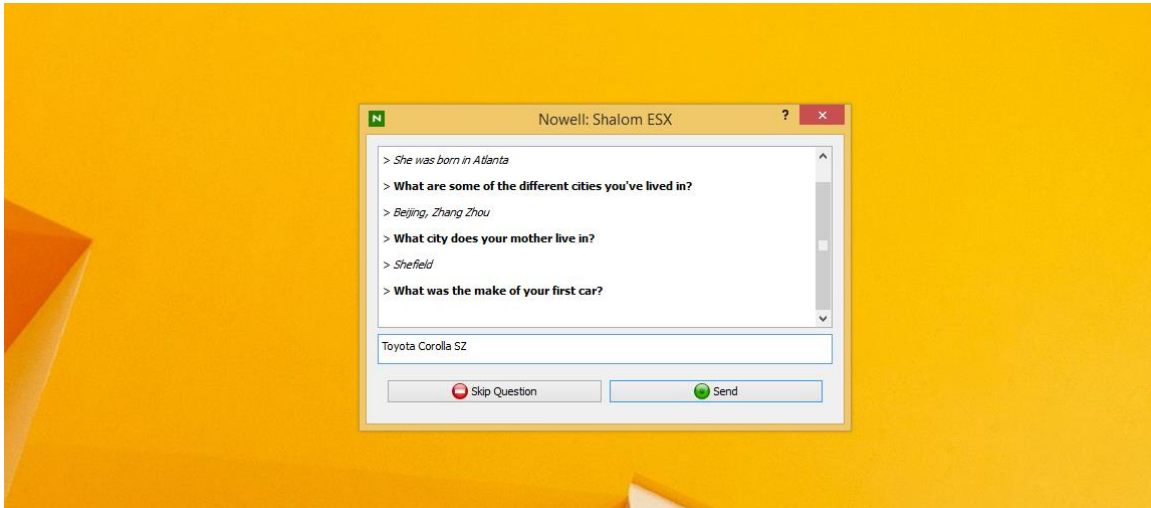 N Nowell: Shalom ESX ? ×
> She was born in Atlanta
> What are some of the different cities you've lived in?
> Beijing, Zhang Zhou
> What city does your mother live in?
> Shefield
> What was the make of your first car?
Toyota Corolla SZ
Skip Question Send